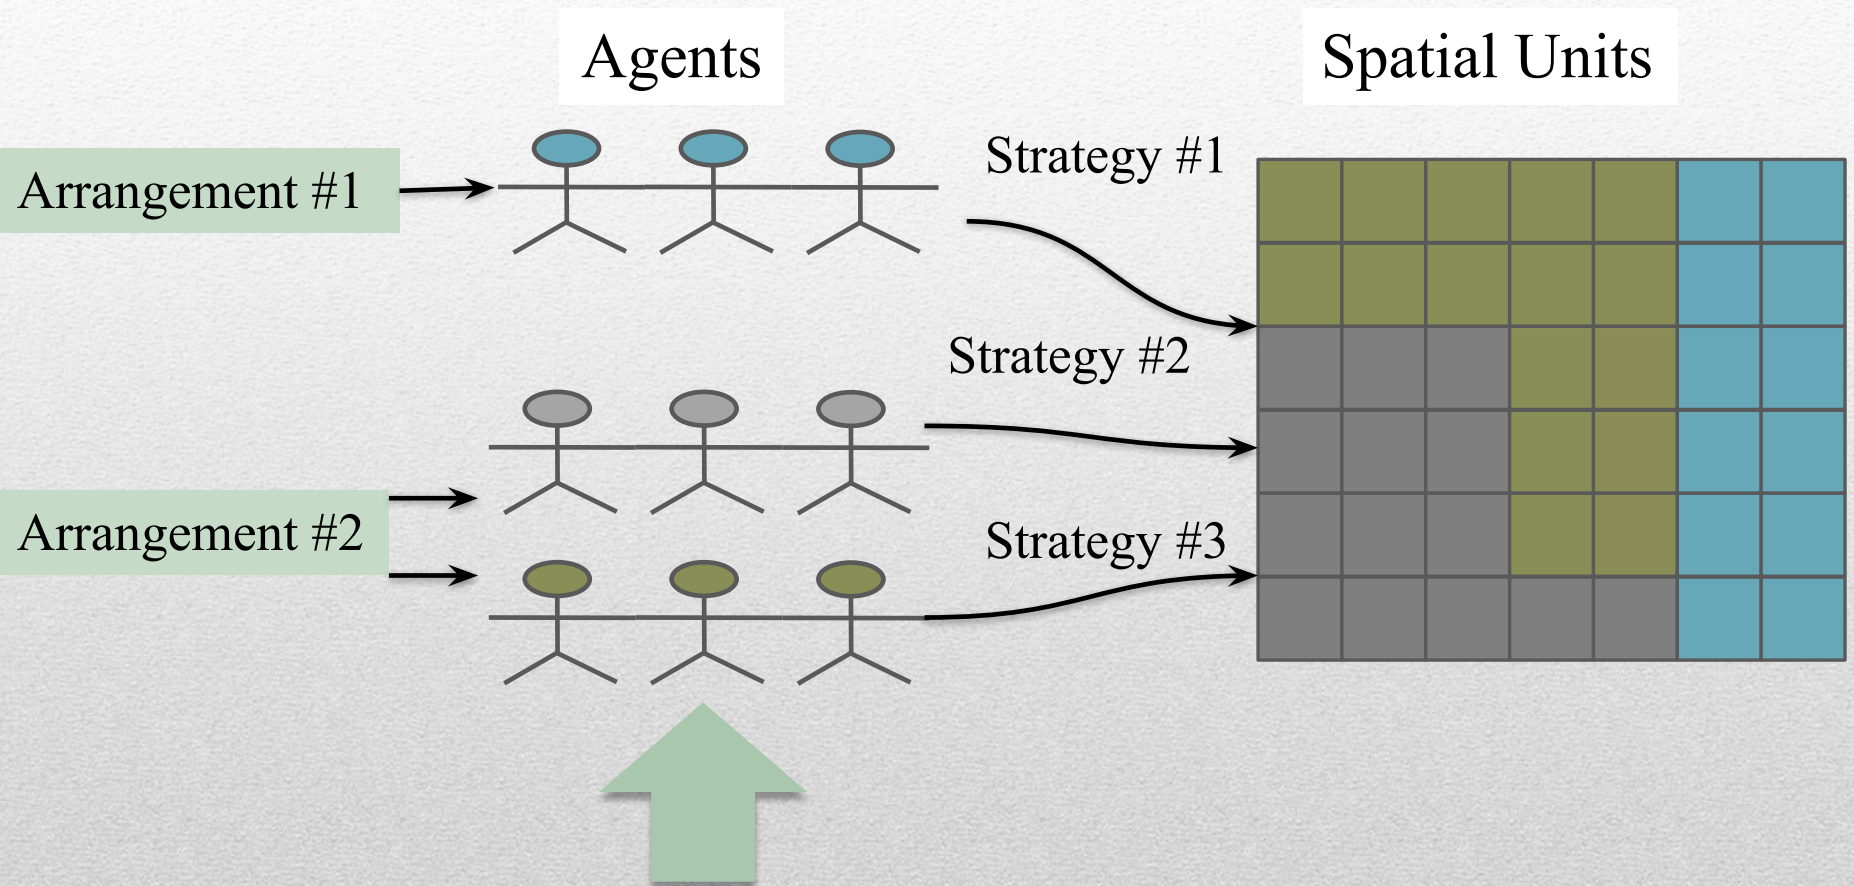 Agents
Spatial Units
Arrangement #1
Strategy #1
Strategy #2
Arrangement #2
Strategy #3